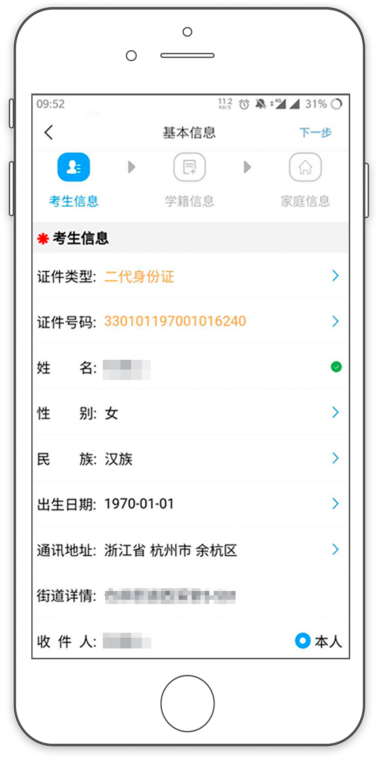 09:52 11.2 KB/S 4G 31%
基本信息 下一步
考生信息 学籍信息 家庭信息
考生信息
证件类型: 二代身份证
证件号码: 330101197001016240
姓 名:
性 别: 女
民 族: 汉族
出生日期: 1970-01-01
通讯地址: 浙江省 杭州市 余杭区
街道详情:
收 件 人: 本人